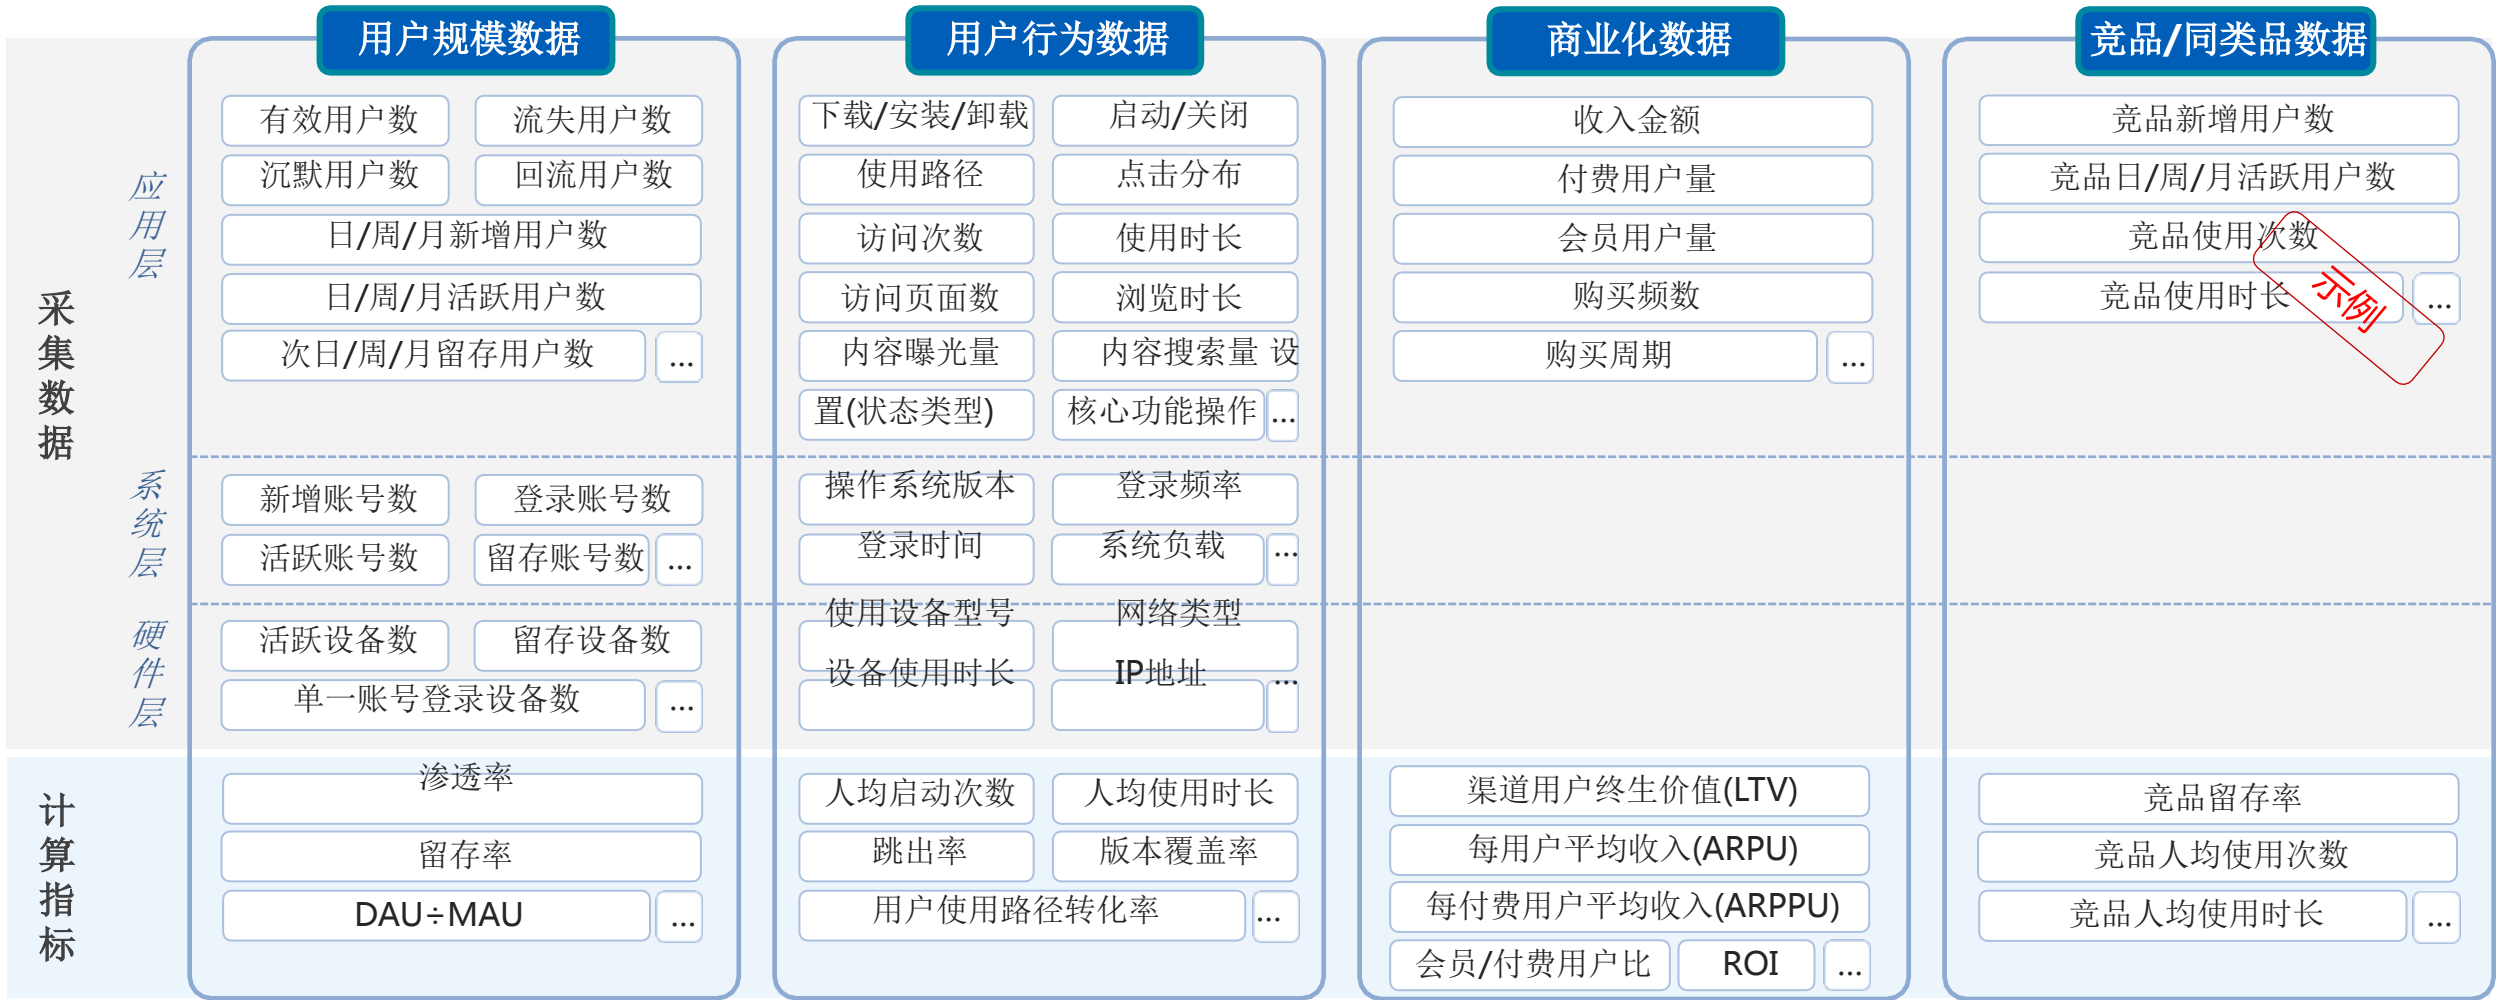 用户规模数据
用户行为数据
商业化数据
竞品/同类品数据
采集数据
应用层
有效用户数
流失用户数
沉默用户数
回流用户数
日/周/月新增用户数
日/周/月活跃用户数
次日/周/月留存用户数
...
下载/安装/卸载
启动/关闭
使用路径
点击分布
访问次数
使用时长
访问页面数
浏览时长
内容曝光量
内容搜索量 设
置(状态类型)
核心功能操作
...
收入金额
付费用户量
会员用户量
购买频数
购买周期
...
竞品新增用户数
竞品日/周/月活跃用户数
竞品使用次数
竞品使用时长
...
示例
系统层
新增账号数
登录账号数
活跃账号数
留存账号数
...
操作系统版本
登录频率
登录时间
系统负载
...
硬件层
活跃设备数
留存设备数
单一账号登录设备数
...
使用设备型号
网络类型
设备使用时长
IP地址
...
计算指标
渗透率
留存率
DAU÷MAU
...
人均启动次数
人均使用时长
跳出率
版本覆盖率
用户使用路径转化率
...
渠道用户终生价值(LTV)
每用户平均收入(ARPU)
每付费用户平均收入(ARPPU)
会员/付费用户比
ROI
...
竞品留存率
竞品人均使用次数
竞品人均使用时长
...